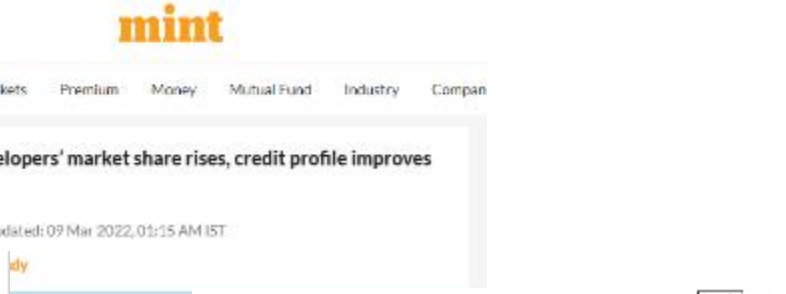 mint
kets Premium Money Mutual Fund Industry Compan
elopers' market share rises, credit profile improves
dated: 09 Mar 2022, 01:15 AM IST
dy